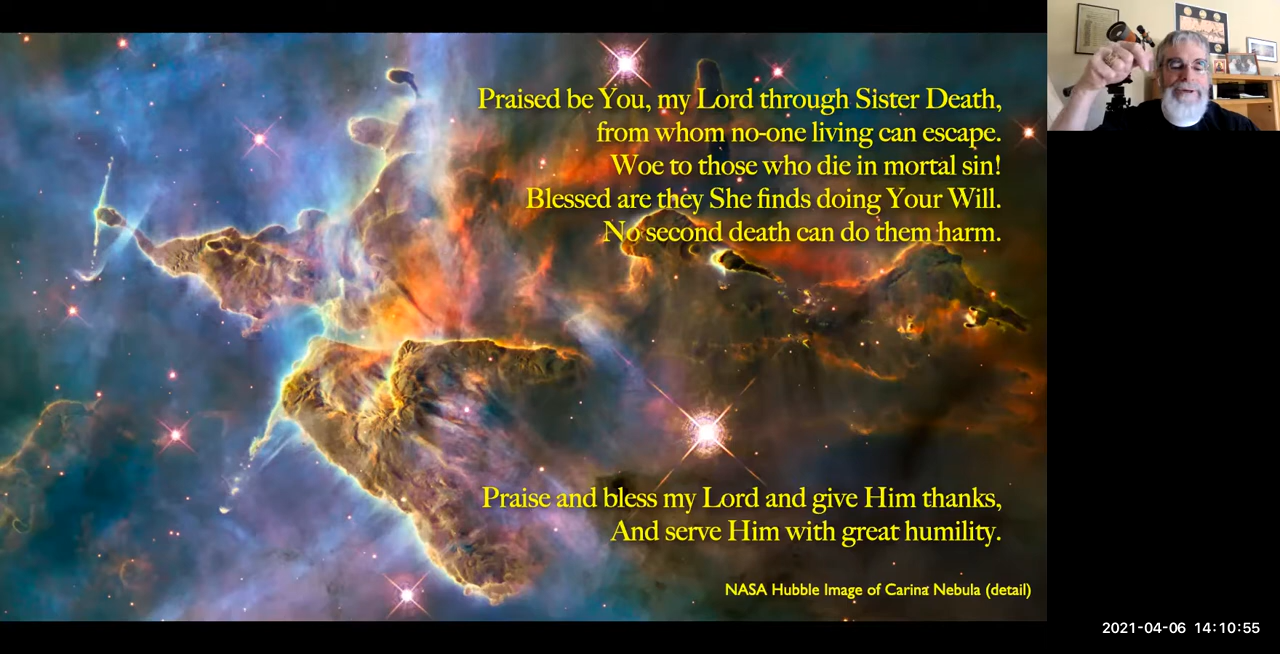 Praised be You, my Lord through Sister Death,
from whom no-one living can escape.
Woe to those who die in mortal sin!
Blessed are they She finds doing Your Will.
No second death can do them harm.
Praise and bless my Lord and give Him thanks,
And serve Him with great humility.
NASA Hubble Image of Carina Nebula (detail)
2021-04-06 14:10:55